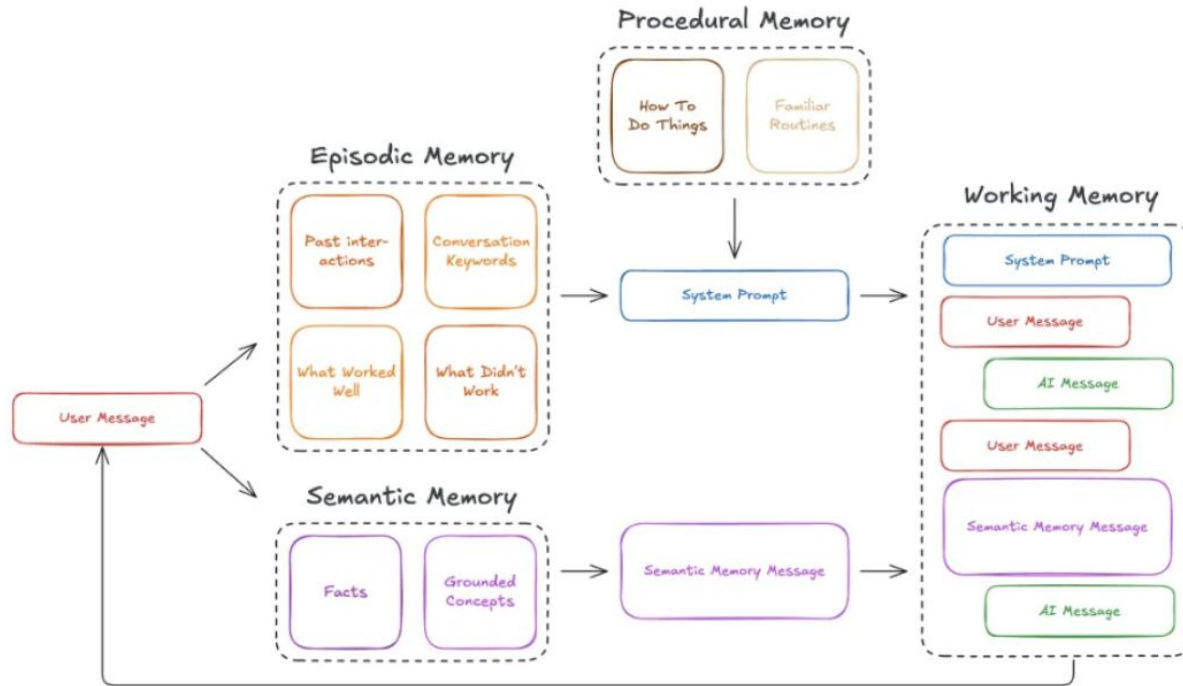 Procedural Memory
How To
Do Things
Familiar
Routines
Episodic Memory
Past inter-
actions
Conversation
Keywords
What Worked
Well
What Didn't
Work
System Prompt
User Message
Semantic Memory
Facts
Grounded
Concepts
Semantic Memory Message
Working Memory
System Prompt
User Message
AI Message
User Message
Semantic Memory Message
AI Message